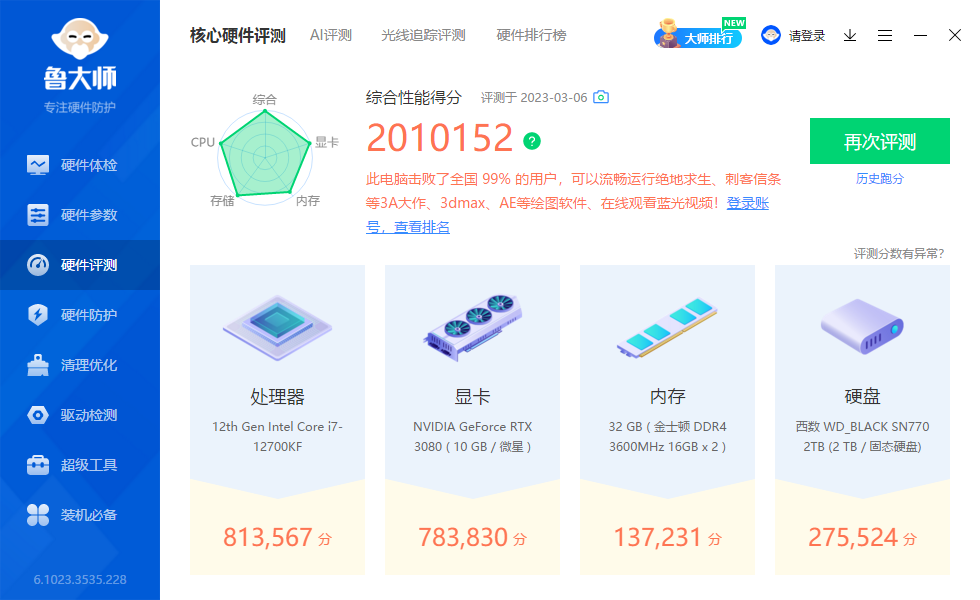 鲁大师
专注硬件防护
硬件体检
硬件参数
硬件评测
硬件防护
清理优化
驱动检测
超级工具
装机必备
6.1023.3535.228
核心硬件评测
AI评测
光线追踪评测
硬件排行榜
大师排行
NEW
请登录
综合
CPU
显卡
存储
内存
综合性能得分
评测于 2023-03-06
2010152
?
此电脑击败了全国 99% 的用户，可以流畅运行绝地求生、刺客信条
等3A大作、3dmax、AE等绘图软件、在线观看蓝光视频！登录账
号，查看排名
再次评测
历史跑分
评测分数有异常?
处理器
12th Gen Intel Core i7-
12700KF
813,567 分
显卡
NVIDIA GeForce RTX
3080 ( 10 GB / 微星 )
783,830 分
内存
32 GB ( 金士顿 DDR4
3600MHz 16GB x 2 )
137,231 分
硬盘
西数 WD_BLACK SN770
2TB (2 TB / 固态硬盘)
275,524 分